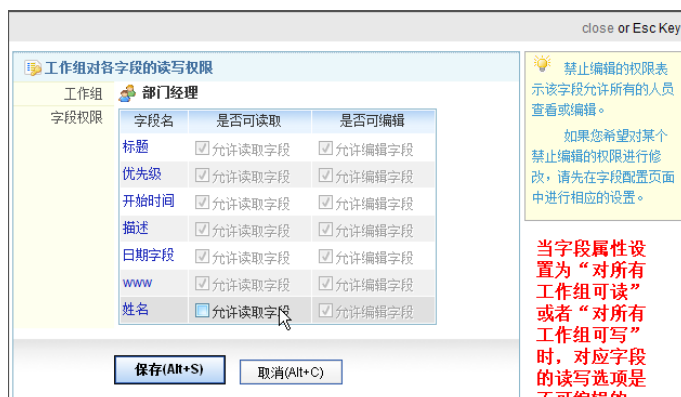 close or Esc Key
工作组对各字段的读写权限
工作组 部门经理
字段权限
字段名 是否可读取 是否可编辑
标题 允许读取字段 允许编辑字段
优先级 允许读取字段 允许编辑字段
开始时间 允许读取字段 允许编辑字段
描述 允许读取字段 允许编辑字段
日期字段 允许读取字段 允许编辑字段
www 允许读取字段 允许编辑字段
姓名 允许读取字段 允许编辑字段
保存(Alt+S) 取消(Alt+C)
禁止编辑的权限表
示该字段允许所有的人员
查看或编辑。
如果您希望对某个
禁止编辑的权限进行修
改，请先在字段配置页面
中进行相应的设置。
当字段属性设
置为“对所有
工作组可读”
或者“对所有
工作组可写”
时，对应字段
的读写选项是
不可编辑的